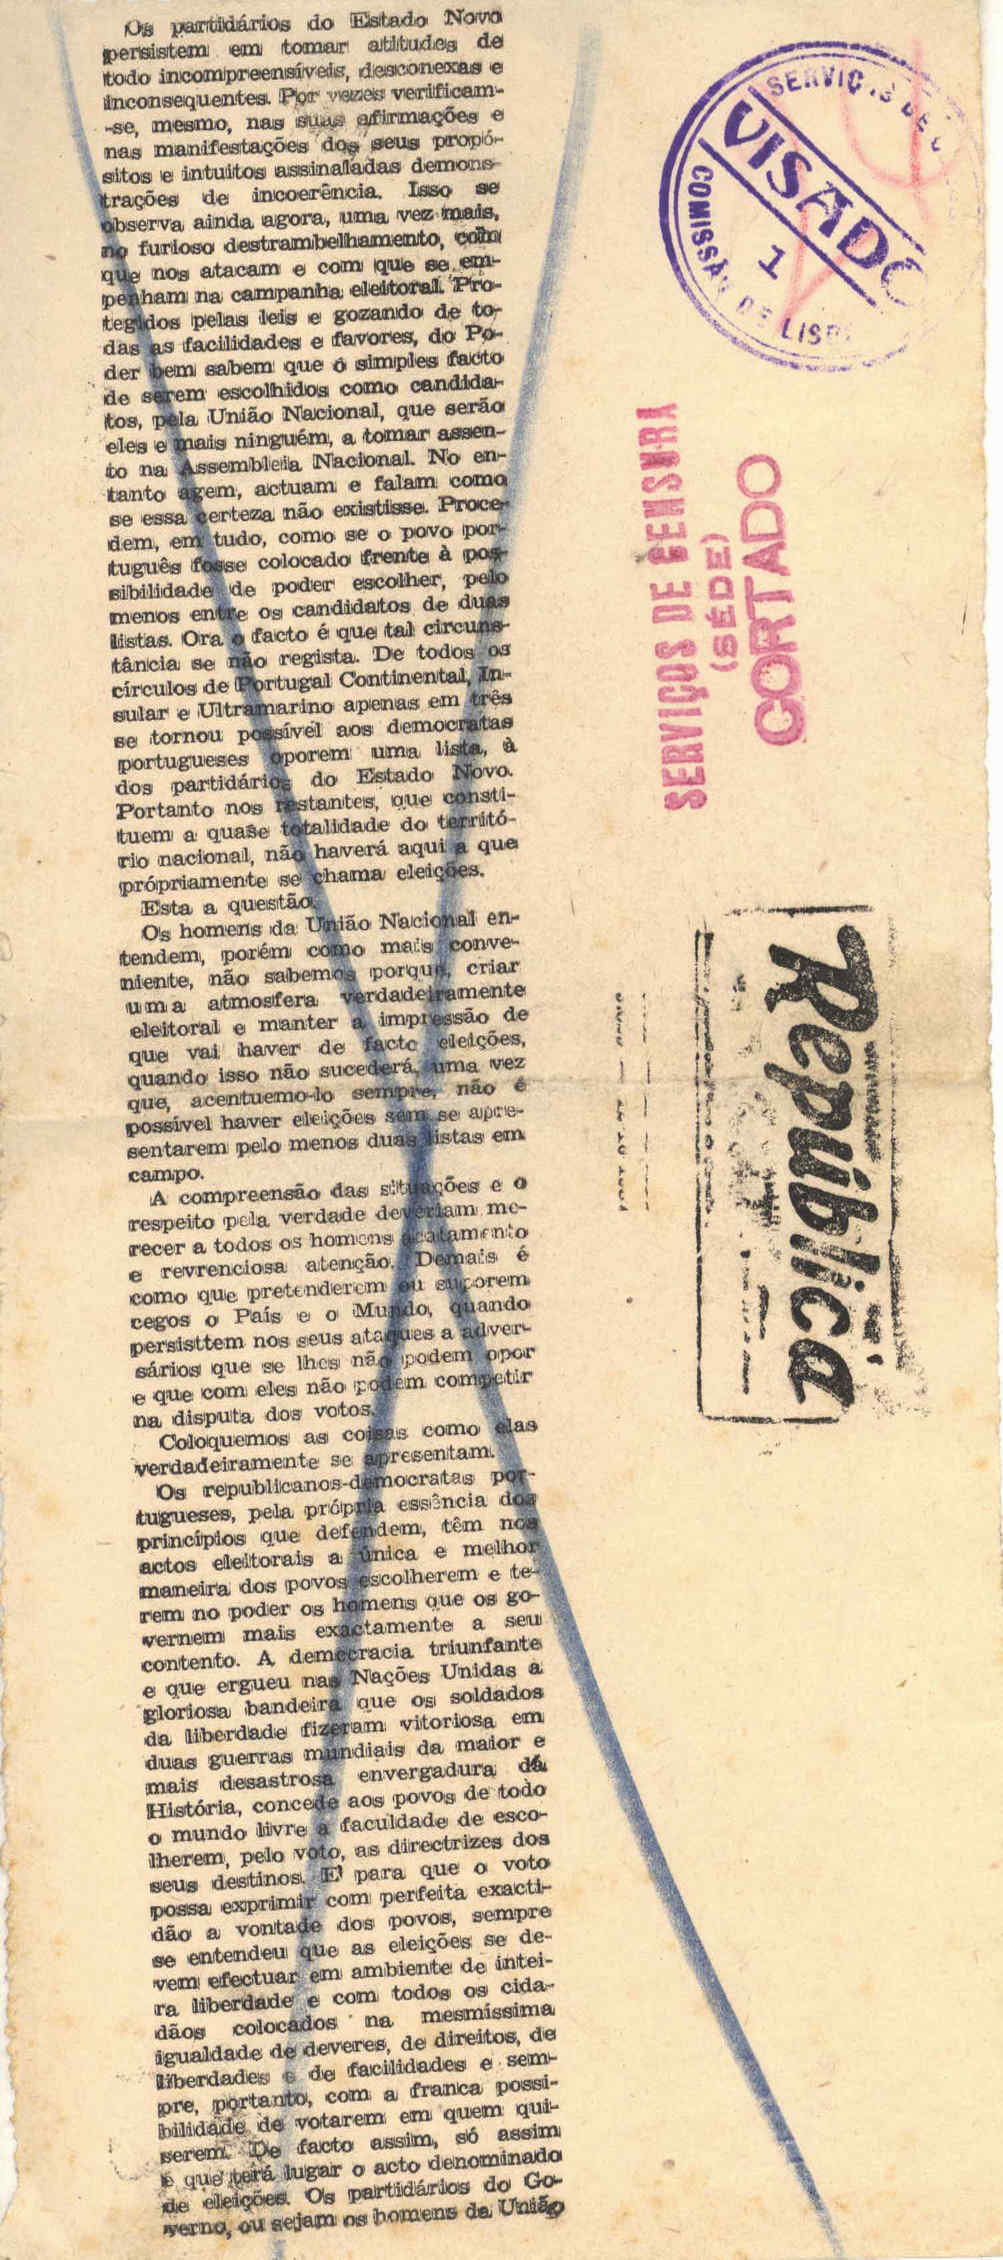 Os partidários do Estado Novo
persistem em tomar atitudes de
todo incompreensíveis, desconexas e
inconsequentes. Por vezes verificam-
-se, mesmo, nas suas afirmações e
nas manifestações dos seus propó-
sitos e intuitos assinaladas demons-
trações de incoerência. Isso se
observa ainda agora, uma vez mais,
no furioso destrambelhamento, com
que nos atacam e com que se em-
penham na campanha eleitoral. Pro-
tegidos pelas leis e gozando de to-
das as facilidades e favores, do Po-
der bem sabem que o simples facto
de serem escolhidos como candida-
tos, pela União Nacional, que serão
eles e mais ninguém, a tomar assen-
to na Assembleia Nacional. No en-
tanto agem, actuam e falam como
se essa certeza não existisse. Proce-
dem, em tudo, como se o povo por-
tuguês fosse colocado frente à pos-
sibilidade de poder escolher, pelo
menos entre os candidatos de duas
listas. Ora o facto é que tal circuns-
tância se não regista. De todos os
círculos de Portugal Continental, In-
sular e Ultramarino apenas em três
se tornou possível aos democratas
portugueses oporem uma lista, à
dos partidários do Estado Novo.
Portanto nos restantes, que consti-
tuem a quase totalidade do territó-
rio nacional, não haverá aqui a que
própriamente se chama eleições.
Esta a questão.
Os homens da União Nacional en-
tendem, porém como mais conve-
niente, não sabemos porque, criar
uma atmosfera verdadeiramente
eleitoral e manter a impressão de
que vai haver de facto eleições,
quando isso não sucederá, uma vez
que, acentuemo-lo sempre, não é
possível haver eleições sem se apre-
sentarem pelo menos duas listas em
campo.
A compreensão das situações e o
respeito pela verdade deveriam me-
recer a todos os homens acatamento
e revrenciosa atenção. Demais é
como que pretenderem ou suporem
cegos o País e o Mundo, quando
persisttem nos seus ataques a adver-
sários que se lhes não podem opor
e que com eles não podem competir
na disputa dos votos.
Coloquemos as coisas como elas
verdadeiramente se apresentam.
Os republicanos-democratas por-
tugueses, pela própria essência dos
princípios que defendem, têm nos
actos eleitorais a única e melhor
maneira dos povos escolherem e te-
rem no poder os homens que os go-
vernem mais exactamente a seu
contento. A democracia triunfante
e que ergueu nas Nações Unidas a
gloriosa bandeira que os soldados
da liberdade fizeram vitoriosa em
duas guerras mundiais da maior e
mais desastrosa envergadura da
História, concede aos povos de todo
o mundo livre a faculdade de esco-
lherem, pelo voto, as directrizes dos
seus destinos. E' para que o voto
possa exprimir com perfeita exacti-
dão a vontade dos povos, sempre
se entendeu que as eleições se de-
vem efectuar em ambiente de intei-
ra liberdade e com todos os cida-
dãos colocados na mesmíssima
igualdade de deveres, de direitos, de
liberdades e de facilidades e sem-
pre, portanto, com a franca possi-
bilidade de votarem em quem qui-
serem. De facto assim, só assim
é que terá lugar o acto denominado
de eleições. Os partidários do Go-
verno, ou sejam os homens da União
SERVIÇOS DE
VISADO
1
COMISSÃO DE LISB
SERVIÇOS DE CENSURA
(SÉDE)
CORTADO
República